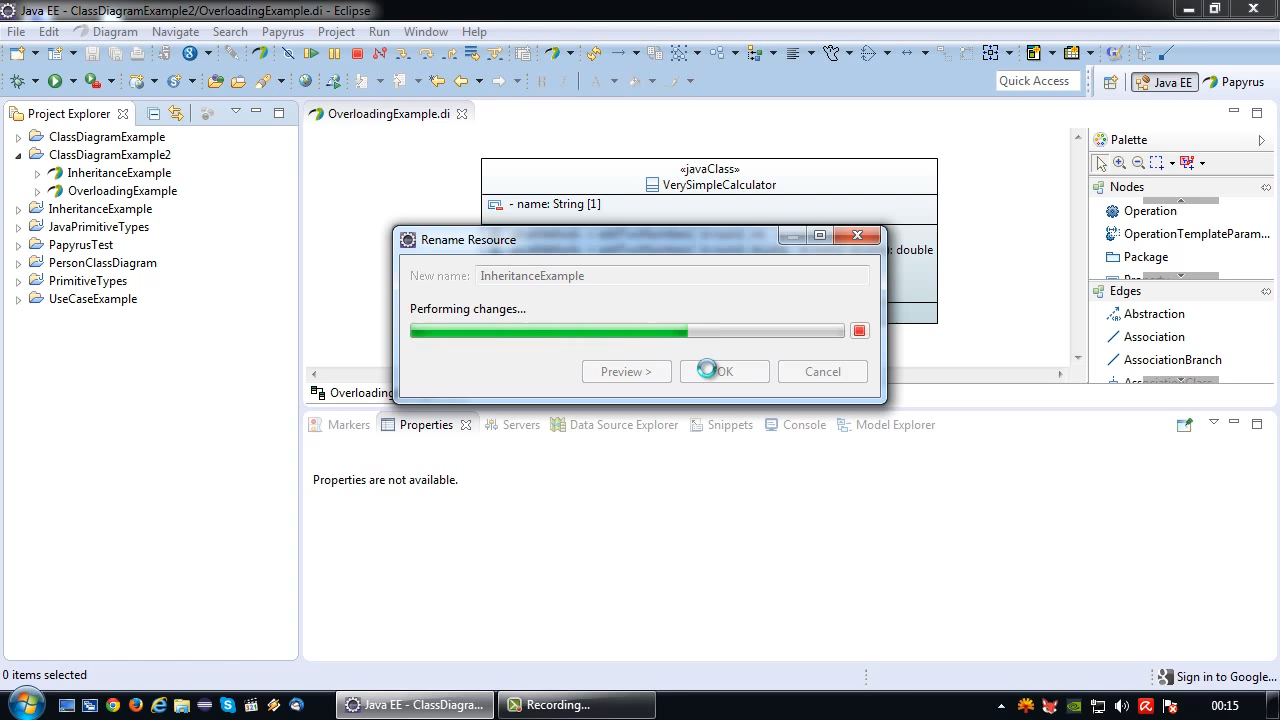 Java EE - ClassDiagramExample2/OverloadingExample.di - Eclipse
File Edit Diagram Navigate Search Papyrus Project Run Window Help
Quick Access
Java EE
Papyrus
Project Explorer
ClassDiagramExample
ClassDiagramExample2
InheritanceExample
OverloadingExample
InheritanceExample
JavaPrimitiveTypes
PapyrusTest
PersonClassDiagram
PrimitiveTypes
UseCaseExample
OverloadingExample.di
«javaClass»
VerySimpleCalculator
- name: String [1]
): double
Rename Resource
New name: InheritanceExample
Performing changes...
Preview >
OK
Cancel
Overloading
Palette
Nodes
Operation
OperationTemplateParam...
Package
Edges
Abstraction
Association
AssociationBranch
Markers Properties Servers Data Source Explorer Snippets Console Model Explorer
Properties are not available.
0 items selected
Sign in to Google...
Java EE - ClassDiagra...
Recording...
00:15